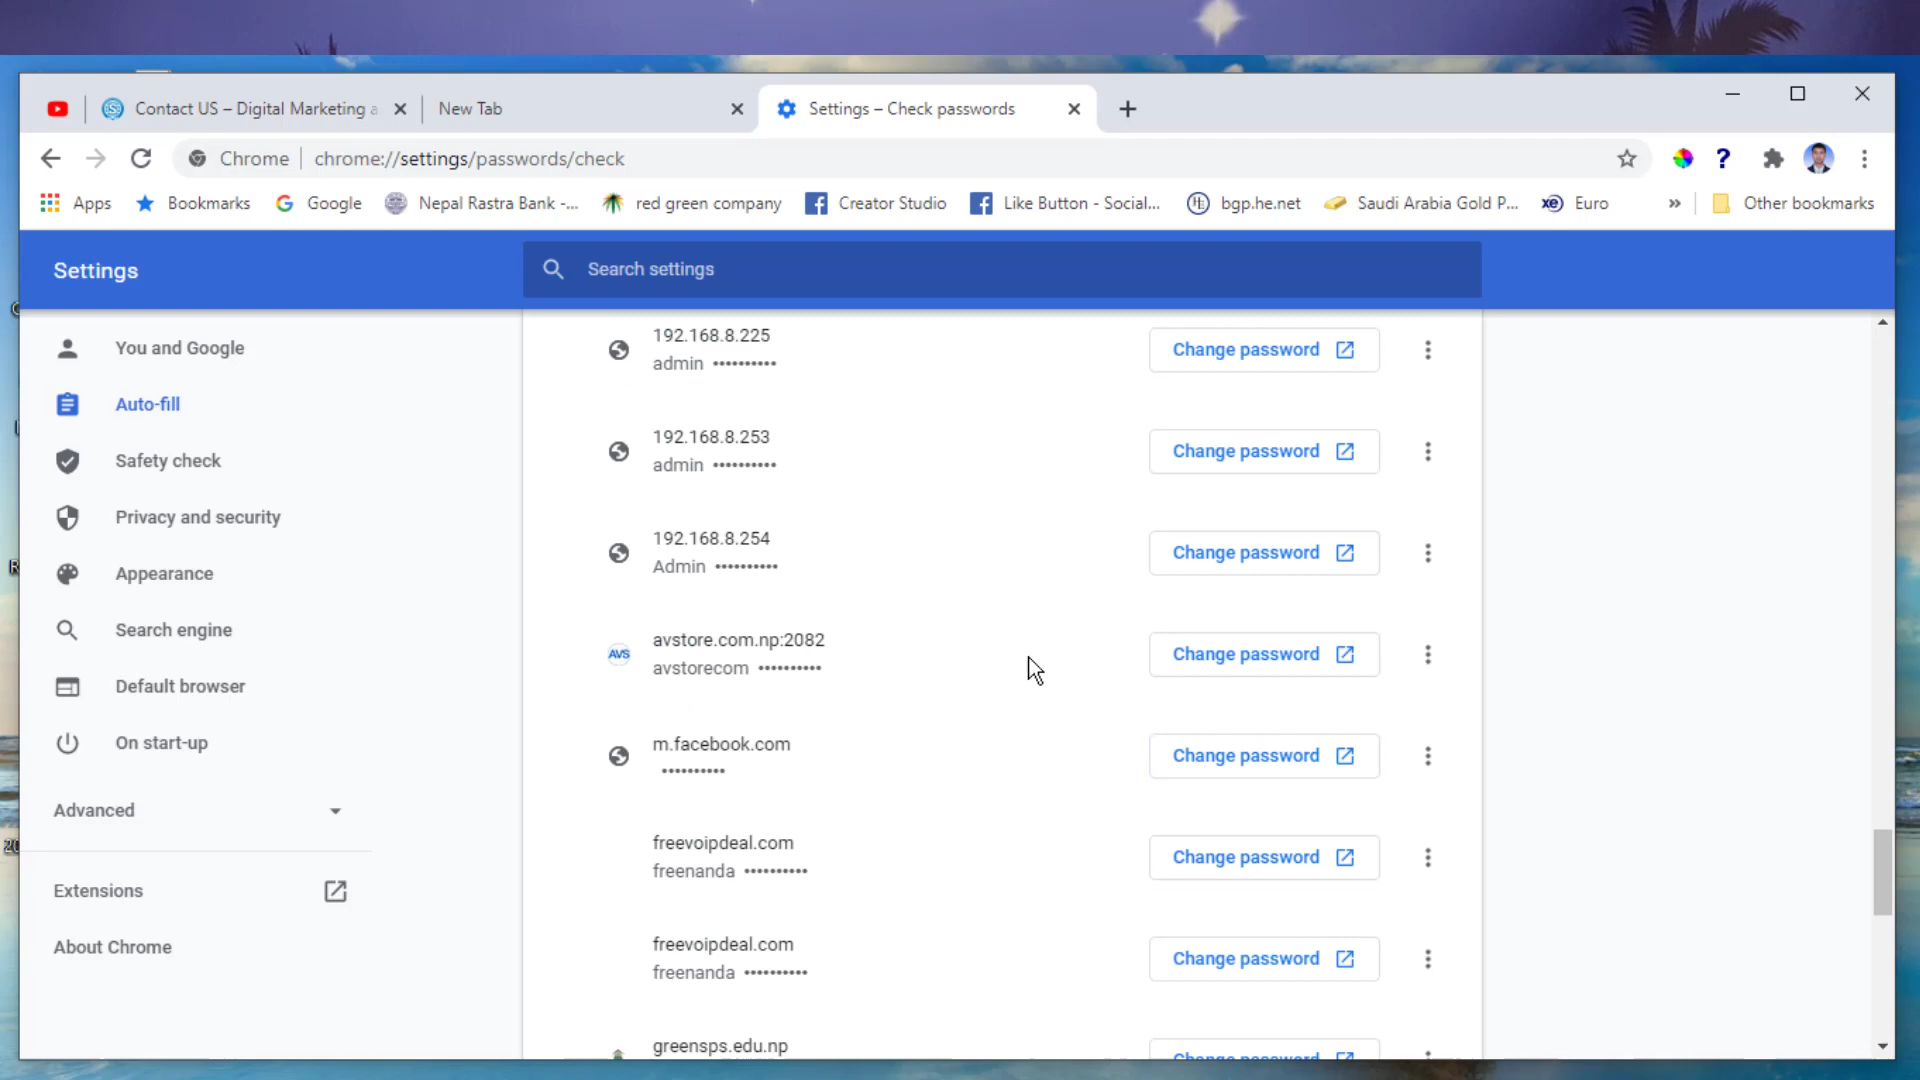 Contact US – Digital Marketing a
New Tab
Settings – Check passwords
Chrome chrome://settings/passwords/check
Apps Bookmarks Google Nepal Rastra Bank -... red green company Creator Studio Like Button - Social... bgp.he.net Saudi Arabia Gold P... xe Euro » Other bookmarks
Settings
Search settings
You and Google
Auto-fill
Safety check
Privacy and security
Appearance
Search engine
Default browser
On start-up
Advanced
Extensions
About Chrome
192.168.8.225
admin ••••••••••
Change password
192.168.8.253
admin ••••••••••
Change password
192.168.8.254
Admin ••••••••••
Change password
AVS
avstore.com.np:2082
avstorecom ••••••••••
Change password
m.facebook.com
••••••••••
Change password
freevoipdeal.com
freenanda ••••••••••
Change password
freevoipdeal.com
freenanda ••••••••••
Change password
greensps.edu.np
Change password